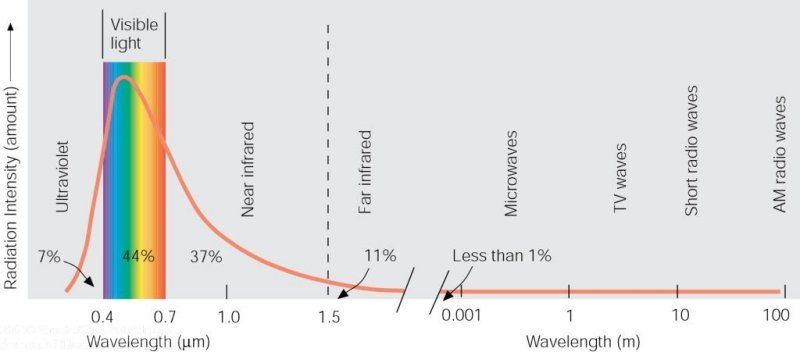 Visible
light
Radiation Intensity (amount)
Ultraviolet
Near infrared
Far infrared
Microwaves
TV waves
Short radio waves
AM radio waves
7%
44%
37%
11%
Less than 1%
0.4
0.7
1.0
1.5
0.001
1
10
100
Wavelength (μm)
Wavelength (m)